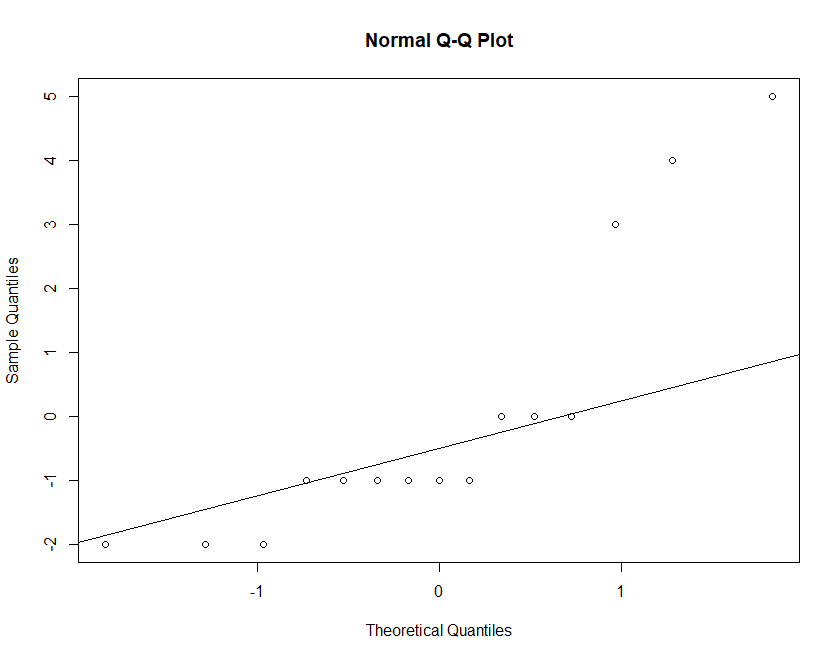 Normal Q-Q Plot
5
4
3
2
1
0
-1
-2
Sample Quantiles
-1 0 1
Theoretical Quantiles